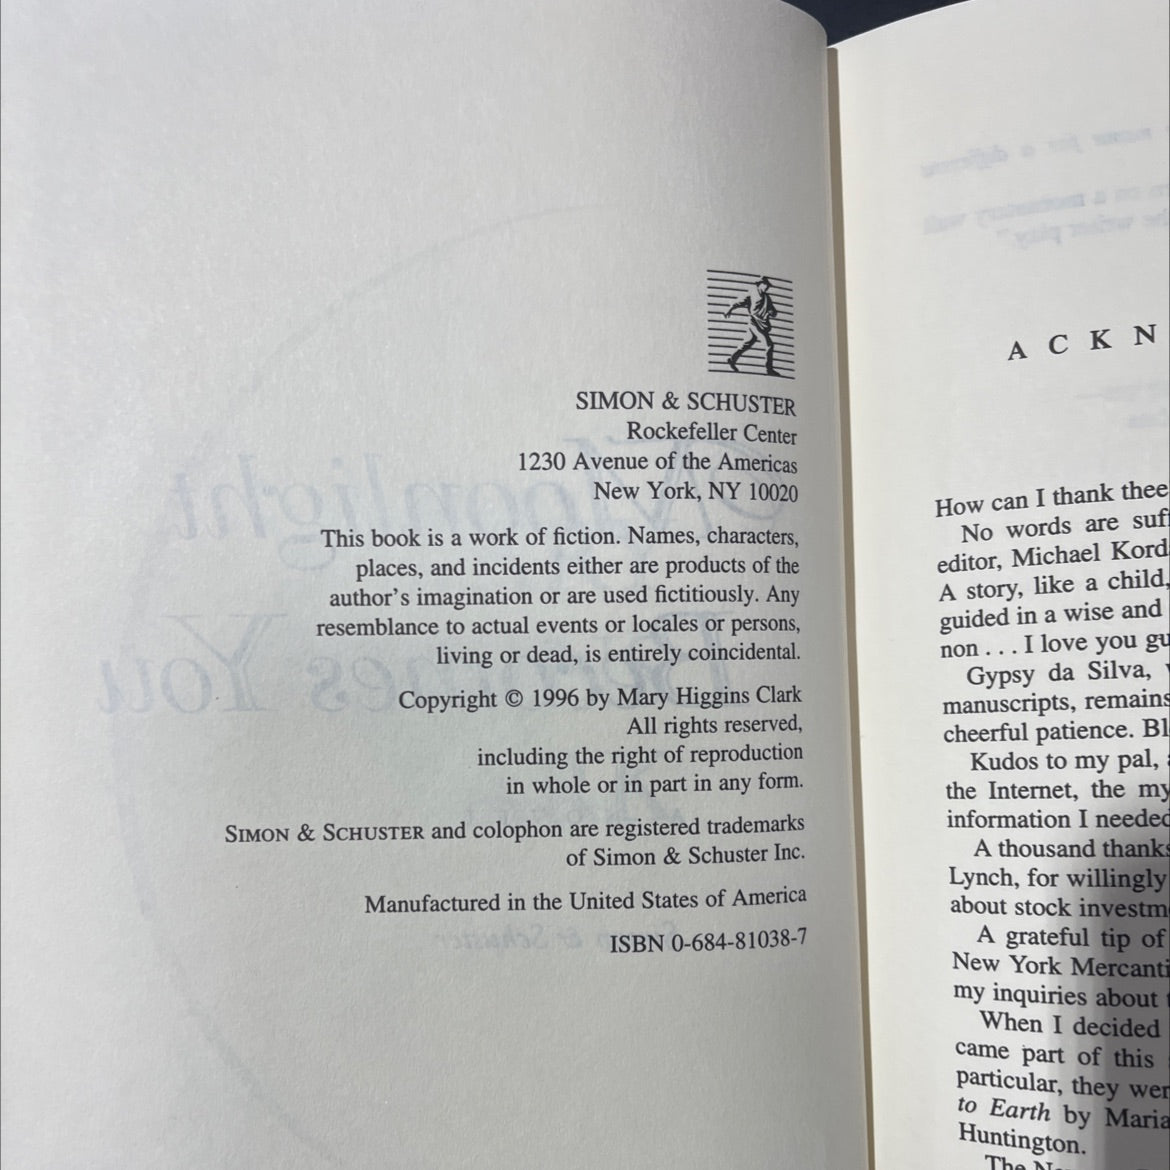 SIMON & SCHUSTER
Rockefeller Center
1230 Avenue of the Americas
New York, NY 10020
This book is a work of fiction. Names, characters,
places, and incidents either are products of the
author's imagination or are used fictitiously. Any
resemblance to actual events or locales or persons,
living or dead, is entirely coincidental.
Copyright © 1996 by Mary Higgins Clark
All rights reserved,
including the right of reproduction
in whole or in part in any form.
SIMON & SCHUSTER and colophon are registered trademarks
of Simon & Schuster Inc.
Manufactured in the United States of America
ISBN 0-684-81038-7
A C K N
How can I thank thee
No words are suf
editor, Michael Kord
A story, like a child,
guided in a wise and
non . . . I love you gu
Gypsy da Silva,
manuscripts, remains
cheerful patience. Bl
Kudos to my pal,
the Internet, the my
information I needed
A thousand thanks
Lynch, for willingly
about stock investm
A grateful tip of
New York Mercanti
my inquiries about
When I decided
came part of this
particular, they wer
to Earth by Maria
Huntington.
The